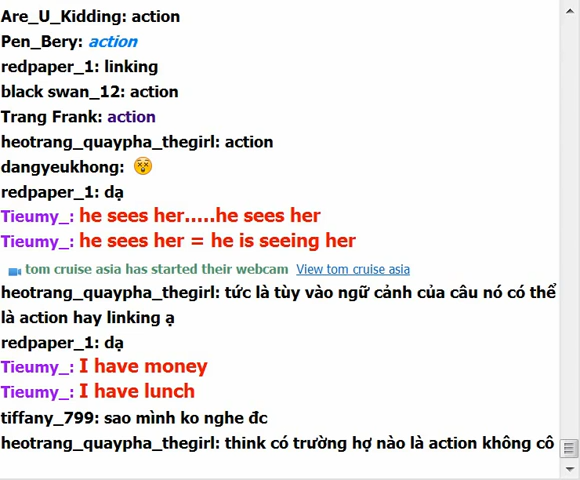 Are_U_Kidding: action
Pen_Bery: action
redpaper_1: linking
black swan_12: action
Trang Frank: action
heotrang_quaypha_thegirl: action
dangyeukhong:
redpaper_1: dạ
Tieumy_: he sees her.....he sees her
Tieumy_: he sees her = he is seeing her
tom cruise asia has started their webcam View tom cruise asia
heotrang_quaypha_thegirl: tức là tùy vào ngữ cảnh của câu nó có thể
là action hay linking ạ
redpaper_1: dạ
Tieumy_: I have money
Tieumy_: I have lunch
tiffany_799: sao mình ko nghe đc
heotrang_quaypha_thegirl: think có trường hợ nào là action không cô